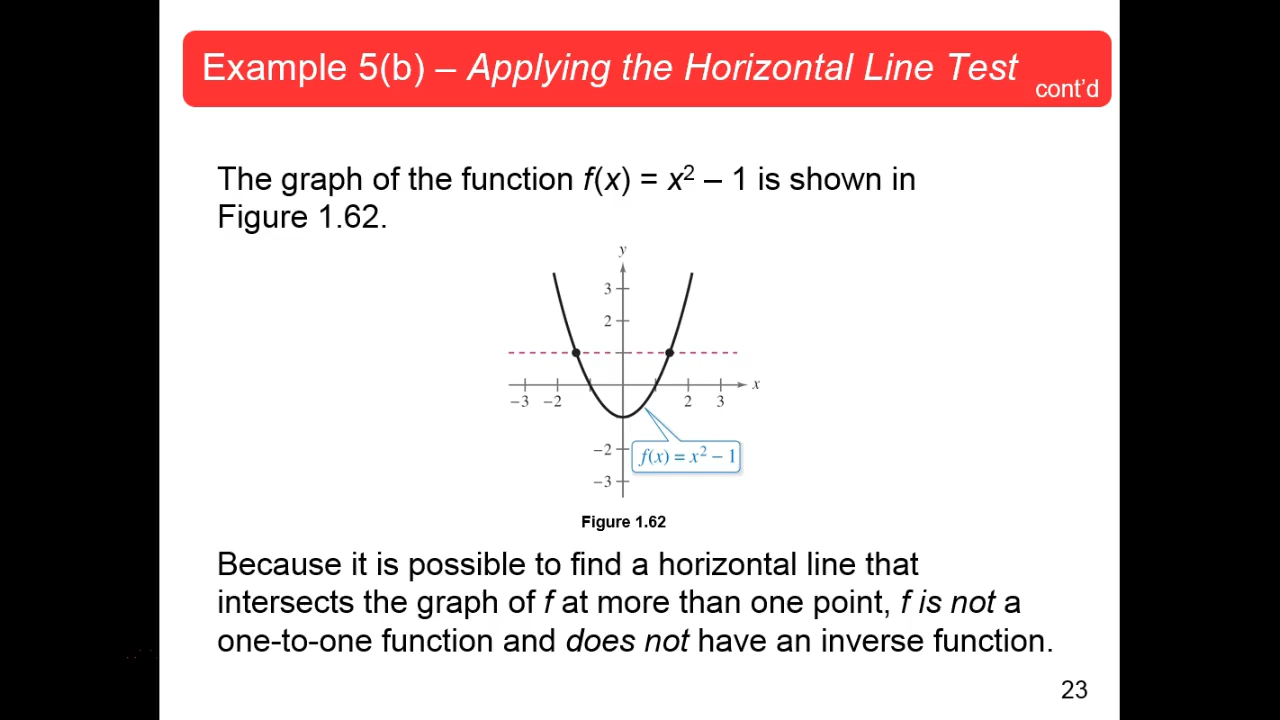 Example 5(b) – Applying the Horizontal Line Test
cont'd
The graph of the function f(x) = x² – 1 is shown in
Figure 1.62.
y
3
2
x
−3 −2 2 3
−2
f(x) = x² − 1
−3
Figure 1.62
Because it is possible to find a horizontal line that
intersects the graph of f at more than one point, f is not a
one-to-one function and does not have an inverse function.
23